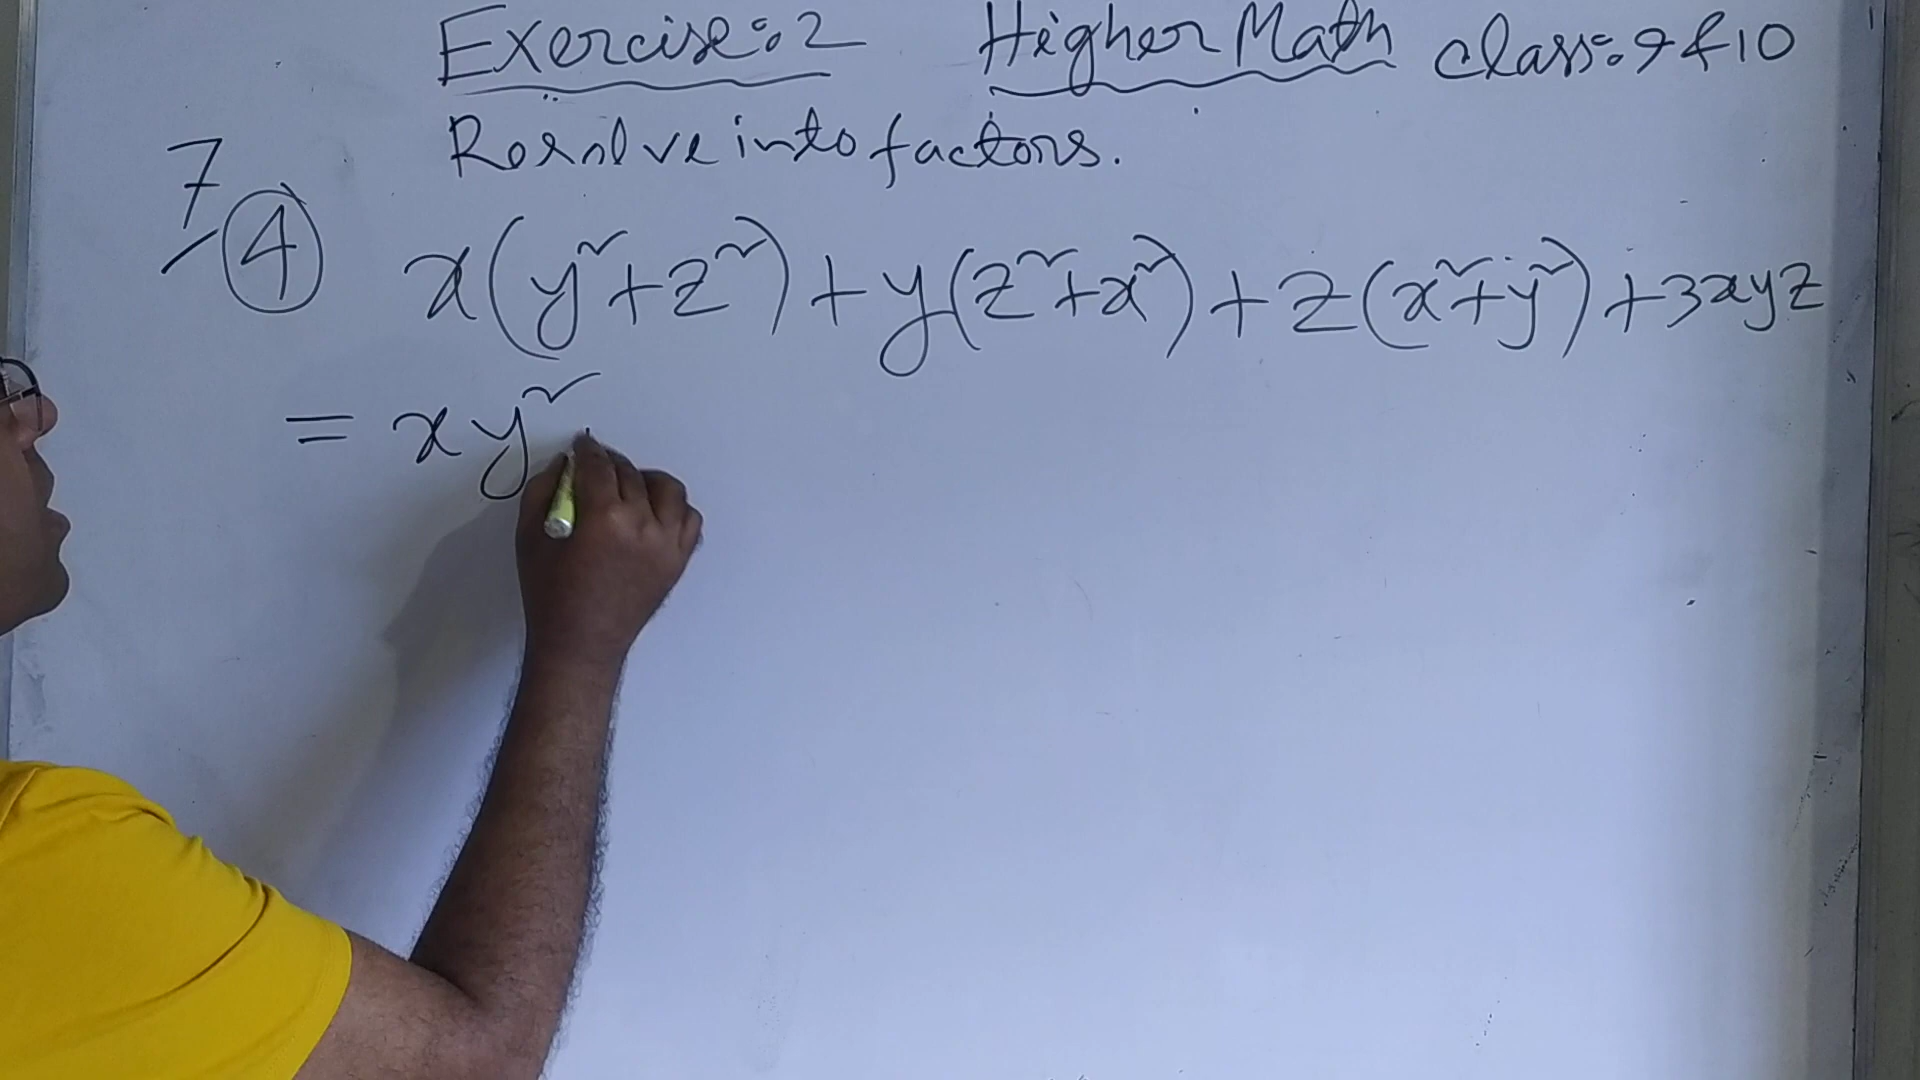 Exercise:2 Higher Math class:9&10
Resolve into factors.
7 ④ x(y²+z²)+y(z²+x²)+z(x²+y²)+3xyz
= xy²